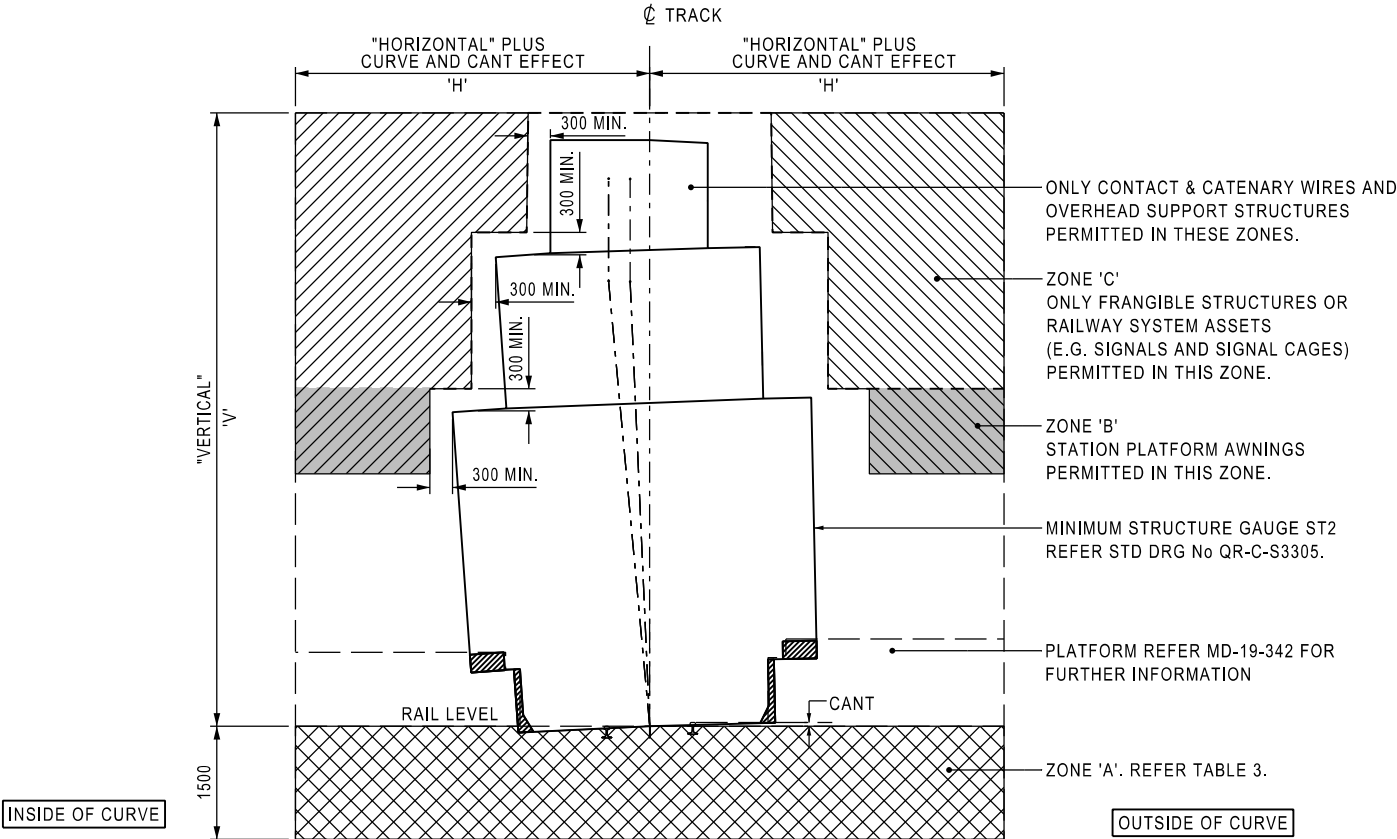 ℄ TRACK
"HORIZONTAL" PLUS
CURVE AND CANT EFFECT
'H'
"HORIZONTAL" PLUS
CURVE AND CANT EFFECT
'H'
300 MIN.
300 MIN.
300 MIN.
300 MIN.
300 MIN.
"VERTICAL"
'V'
ONLY CONTACT & CATENARY WIRES AND
OVERHEAD SUPPORT STRUCTURES
PERMITTED IN THESE ZONES.
ZONE 'C'
ONLY FRANGIBLE STRUCTURES OR
RAILWAY SYSTEM ASSETS
(E.G. SIGNALS AND SIGNAL CAGES)
PERMITTED IN THIS ZONE.
ZONE 'B'
STATION PLATFORM AWNINGS
PERMITTED IN THIS ZONE.
MINIMUM STRUCTURE GAUGE ST2
REFER STD DRG No QR-C-S3305.
PLATFORM REFER MD-19-342 FOR
FURTHER INFORMATION
CANT
RAIL LEVEL
1500
ZONE 'A'. REFER TABLE 3.
INSIDE OF CURVE
OUTSIDE OF CURVE